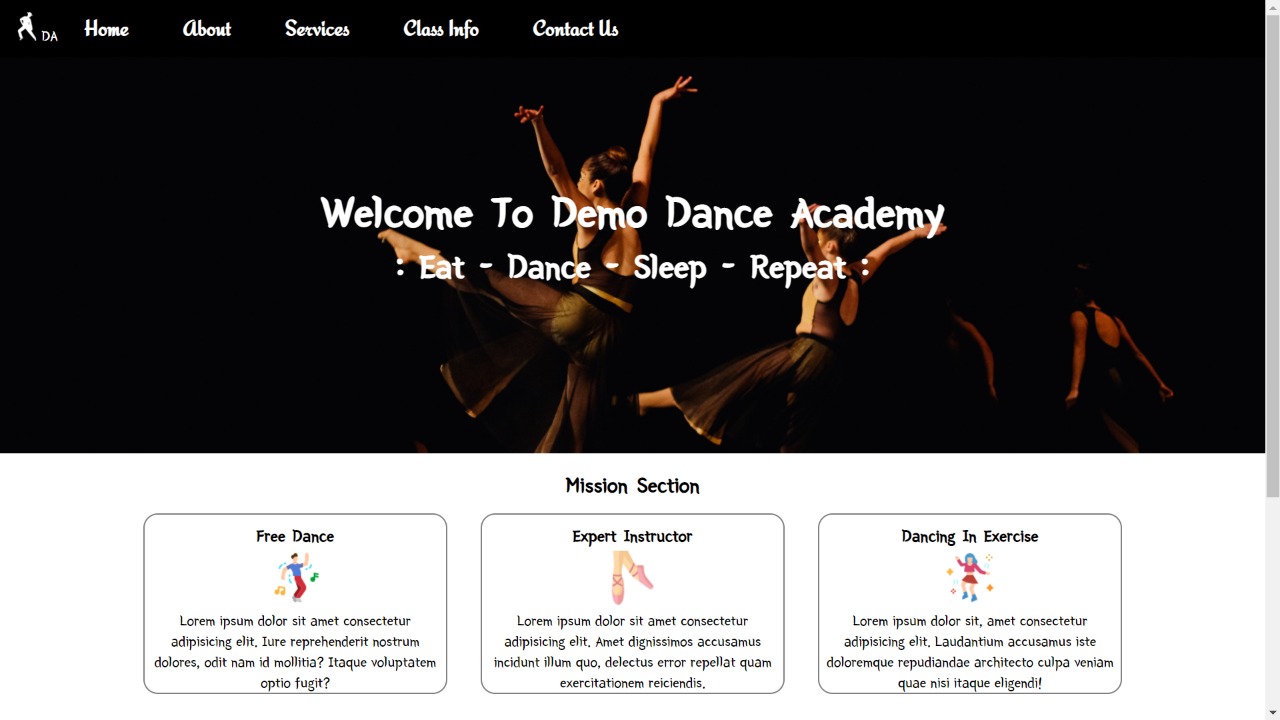 DA Home About Services Class Info Contact Us
Welcome To Demo Dance Academy
: Eat - Dance - Sleep - Repeat :
Mission Section
Free Dance
Lorem ipsum dolor sit amet consectetur
adipisicing elit. Iure reprehenderit nostrum
dolores, odit nam id mollitia? Itaque voluptatem
optio fugit?
Expert Instructor
Lorem ipsum dolor sit amet consectetur
adipisicing elit. Amet dignissimos accusamus
incidunt illum quo, delectus error repellat quam
exercitationem reiciendis.
Dancing In Exercise
Lorem ipsum dolor sit, amet consectetur
adipisicing elit. Laudantium accusamus iste
doloremque repudiandae architecto culpa veniam
quae nisi itaque eligendi!